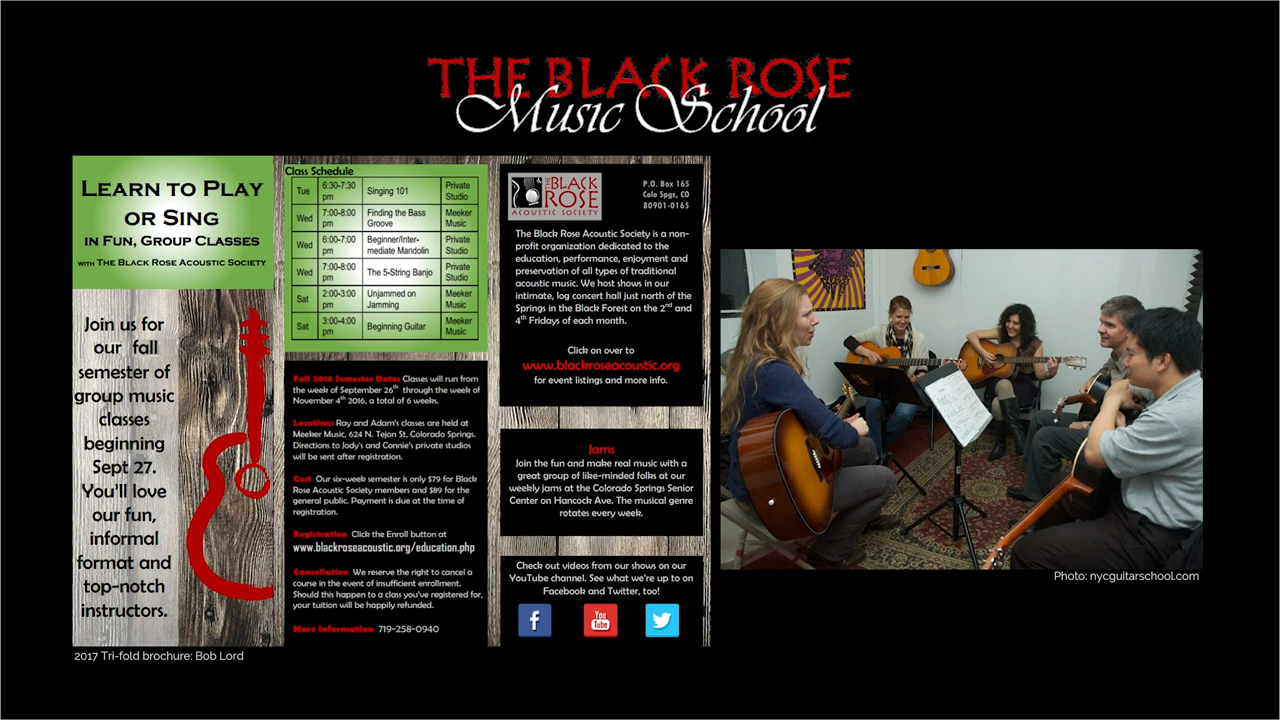 THE BLACK ROSE
Music School
LEARN TO PLAY
OR SING
IN FUN, GROUP CLASSES
WITH THE BLACK ROSE ACOUSTIC SOCIETY
Join us for
our fall
semester of
group music
classes
beginning
Sept 27.
You'll love
our fun,
informal
format and
top-notch
instructors.
2017 Tri-fold brochure: Bob Lord
Class Schedule
Tue 6:30-7:30 pm Singing 101 Private Studio
Wed 7:00-8:00 pm Finding the Bass Groove Meeker Music
Wed 6:00-7:00 pm Beginner/Inter-mediate Mandolin Private Studio
Wed 7:00-8:00 pm The 5-String Banjo Private Studio
Sat 2:00-3:00 pm Unjammed on Jamming Meeker Music
Sat 3:00-4:00 pm Beginning Guitar Meeker Music
Fall 2016 Semester Dates Classes will run from
the week of September 26th through the week of
November 4th 2016, a total of 6 weeks.
Locations Ray and Adam's classes are held at
Meeker Music, 624 N. Tejon St, Colorado Springs.
Directions to Jody's and Connie's private studios
will be sent after registration.
Cost Our six-week semester is only $79 for Black
Rose Acoustic Society members and $89 for the
general public. Payment is due at the time of
registration.
Registration Click the Enroll button at
www.blackroseacoustic.org/education.php
Cancellation We reserve the right to cancel a
course in the event of insufficient enrollment.
Should this happen to a class you've registered for,
your tuition will be happily refunded.
More Information 719-258-0940
THE BLACK
ROSE
ACOUSTIC SOCIETY
P.O. Box 165
Colo Spgs, CO
80901-0165
The Black Rose Acoustic Society is a non-
profit organization dedicated to the
education, performance, enjoyment and
preservation of all types of traditional
acoustic music. We host shows in our
intimate, log concert hall just north of the
Springs in the Black Forest on the 2nd and
4th Fridays of each month.
Click on over to
www.blackroseacoustic.org
for event listings and more info.
Jams
Join the fun and make real music with a
great group of like-minded folks at our
weekly jams at the Colorado Springs Senior
Center on Hancock Ave. The musical genre
rotates every week.
Check out videos from our shows on our
YouTube channel. See what we're up to on
Facebook and Twitter, too!
You
Tube
Photo: nycguitarschool.com